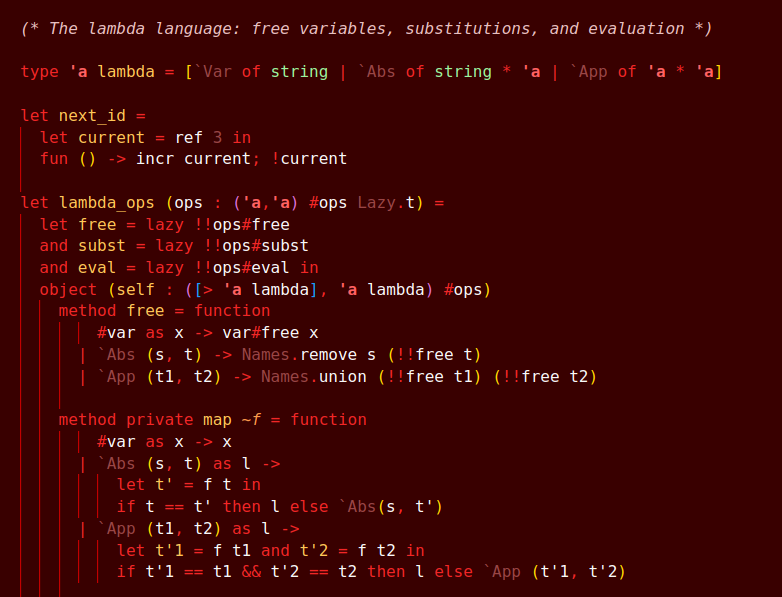 (* The lambda language: free variables, substitutions, and evaluation *)
type 'a lambda = [`Var of string | `Abs of string * 'a | `App of 'a * 'a]
let next_id =
  let current = ref 3 in
  fun () -> incr current; !current
let lambda_ops (ops : ('a,'a) #ops Lazy.t) =
  let free = lazy !!ops#free
  and subst = lazy !!ops#subst
  and eval = lazy !!ops#eval in
  object (self : ([> 'a lambda], 'a lambda) #ops)
    method free = function
        #var as x -> var#free x
      | `Abs (s, t) -> Names.remove s (!!free t)
      | `App (t1, t2) -> Names.union (!!free t1) (!!free t2)
    method private map ~f = function
        #var as x -> x
      | `Abs (s, t) as l ->
          let t' = f t in
          if t == t' then l else `Abs(s, t')
      | `App (t1, t2) as l ->
          let t'1 = f t1 and t'2 = f t2 in
          if t'1 == t1 && t'2 == t2 then l else `App (t'1, t'2)